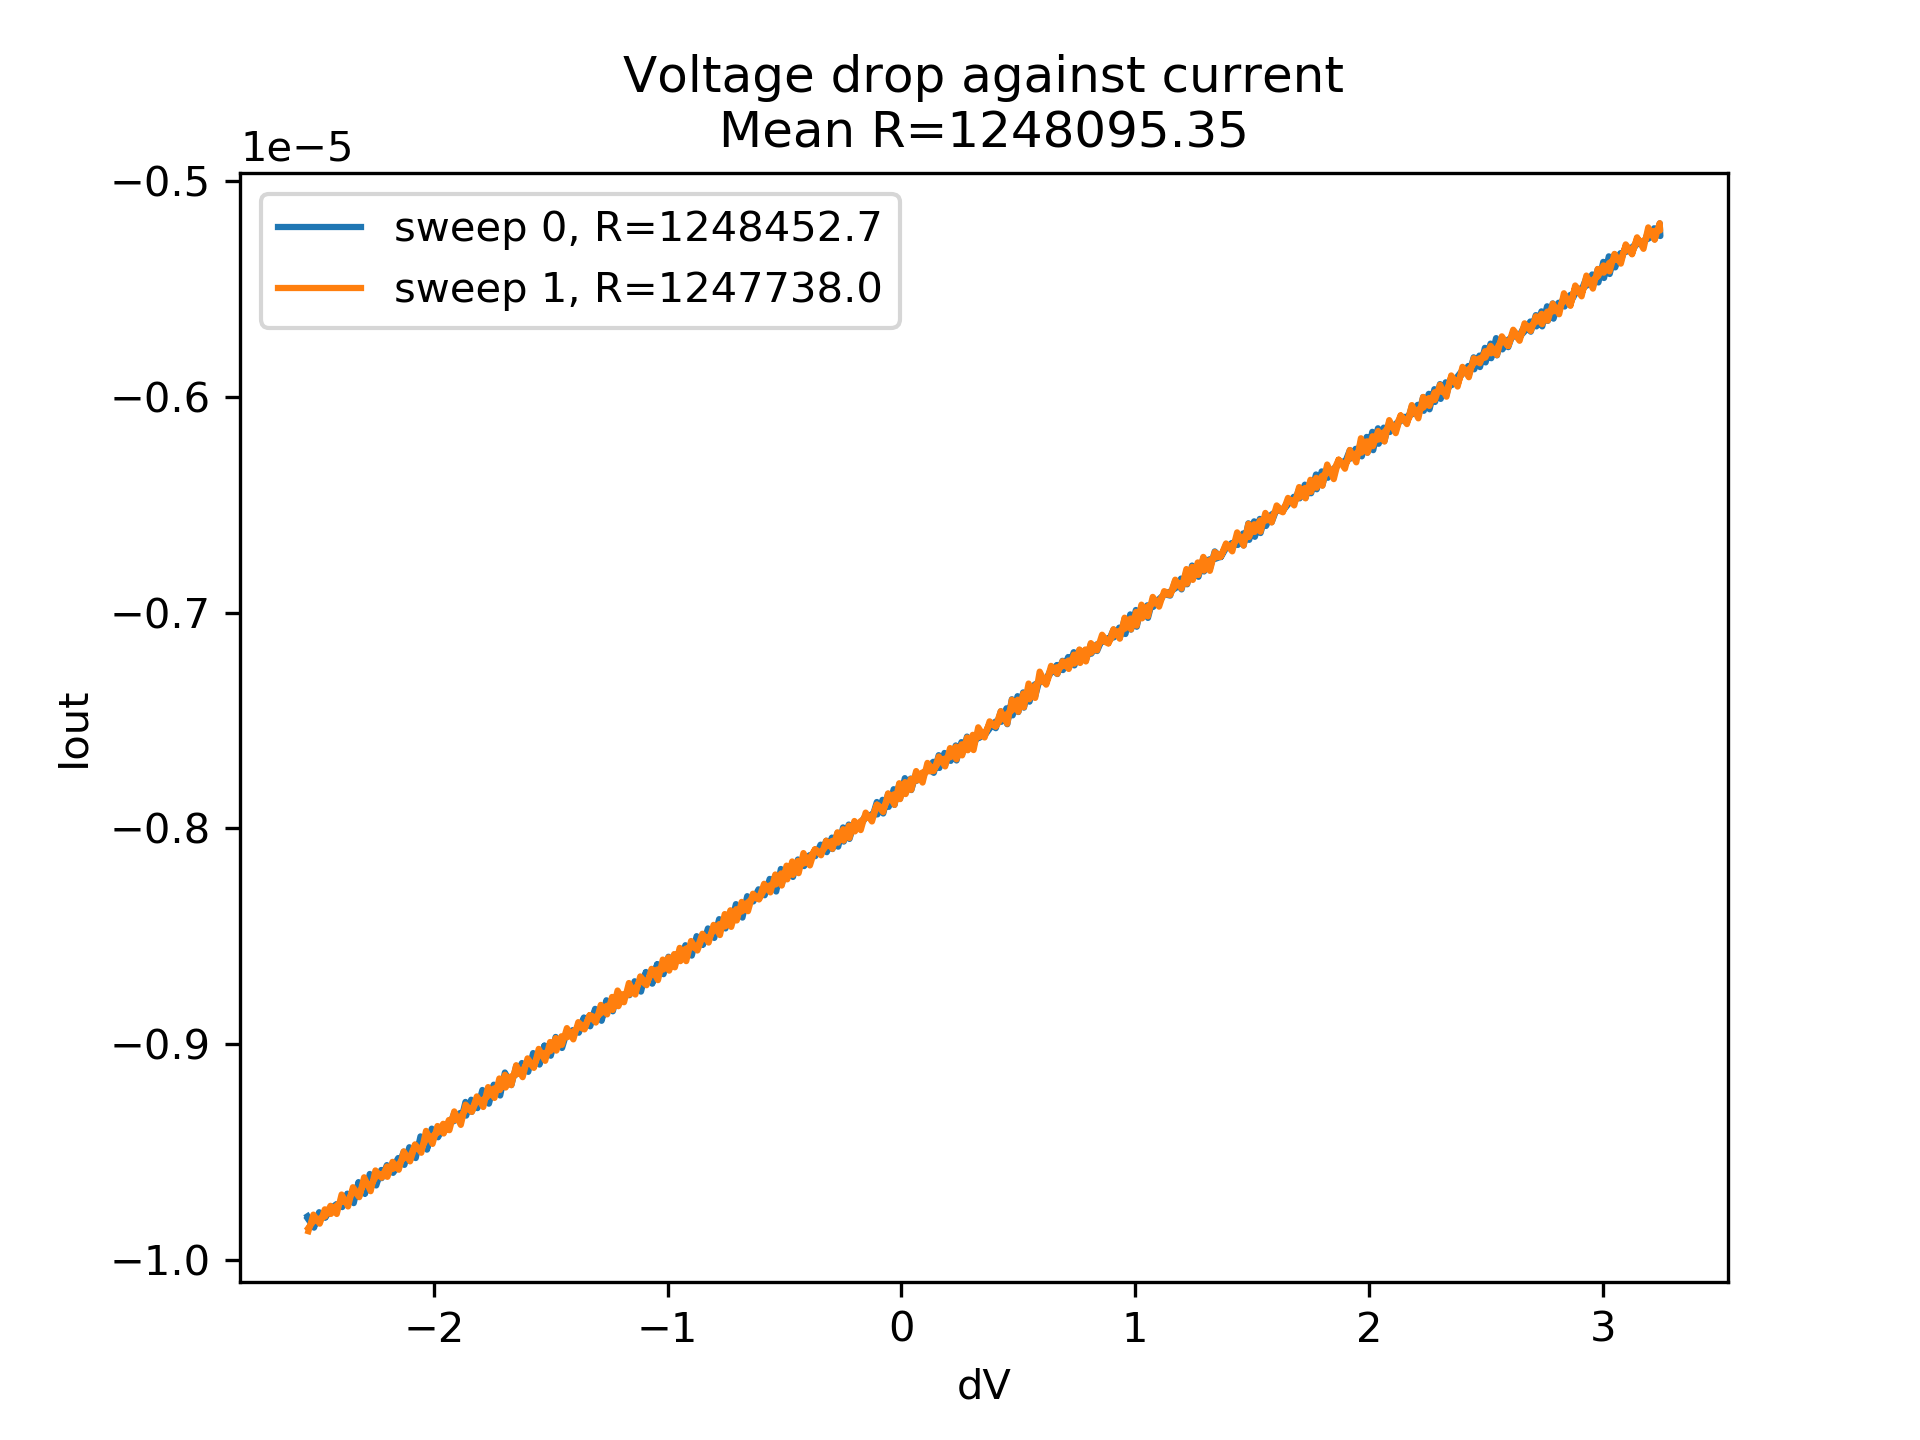 Voltage drop against current
Mean R=1248095.35
1e−5
sweep 0, R=1248452.7
sweep 1, R=1247738.0
−0.5
−0.6
−0.7
−0.8
−0.9
−1.0
Iout
−2
−1
0
1
2
3
dV